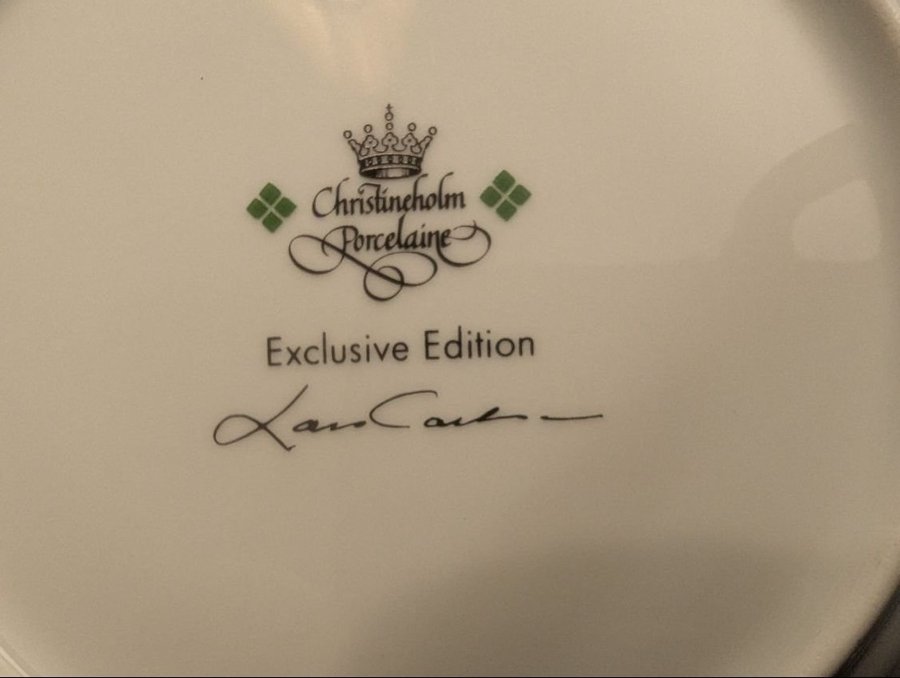 Christineholm
Porcelaine
Exclusive Edition